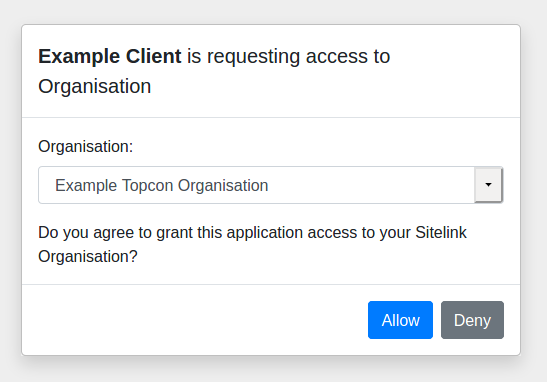 Example Client is requesting access to
Organisation
Organisation:
Example Topcon Organisation
Do you agree to grant this application access to your Sitelink
Organisation?
Allow Deny